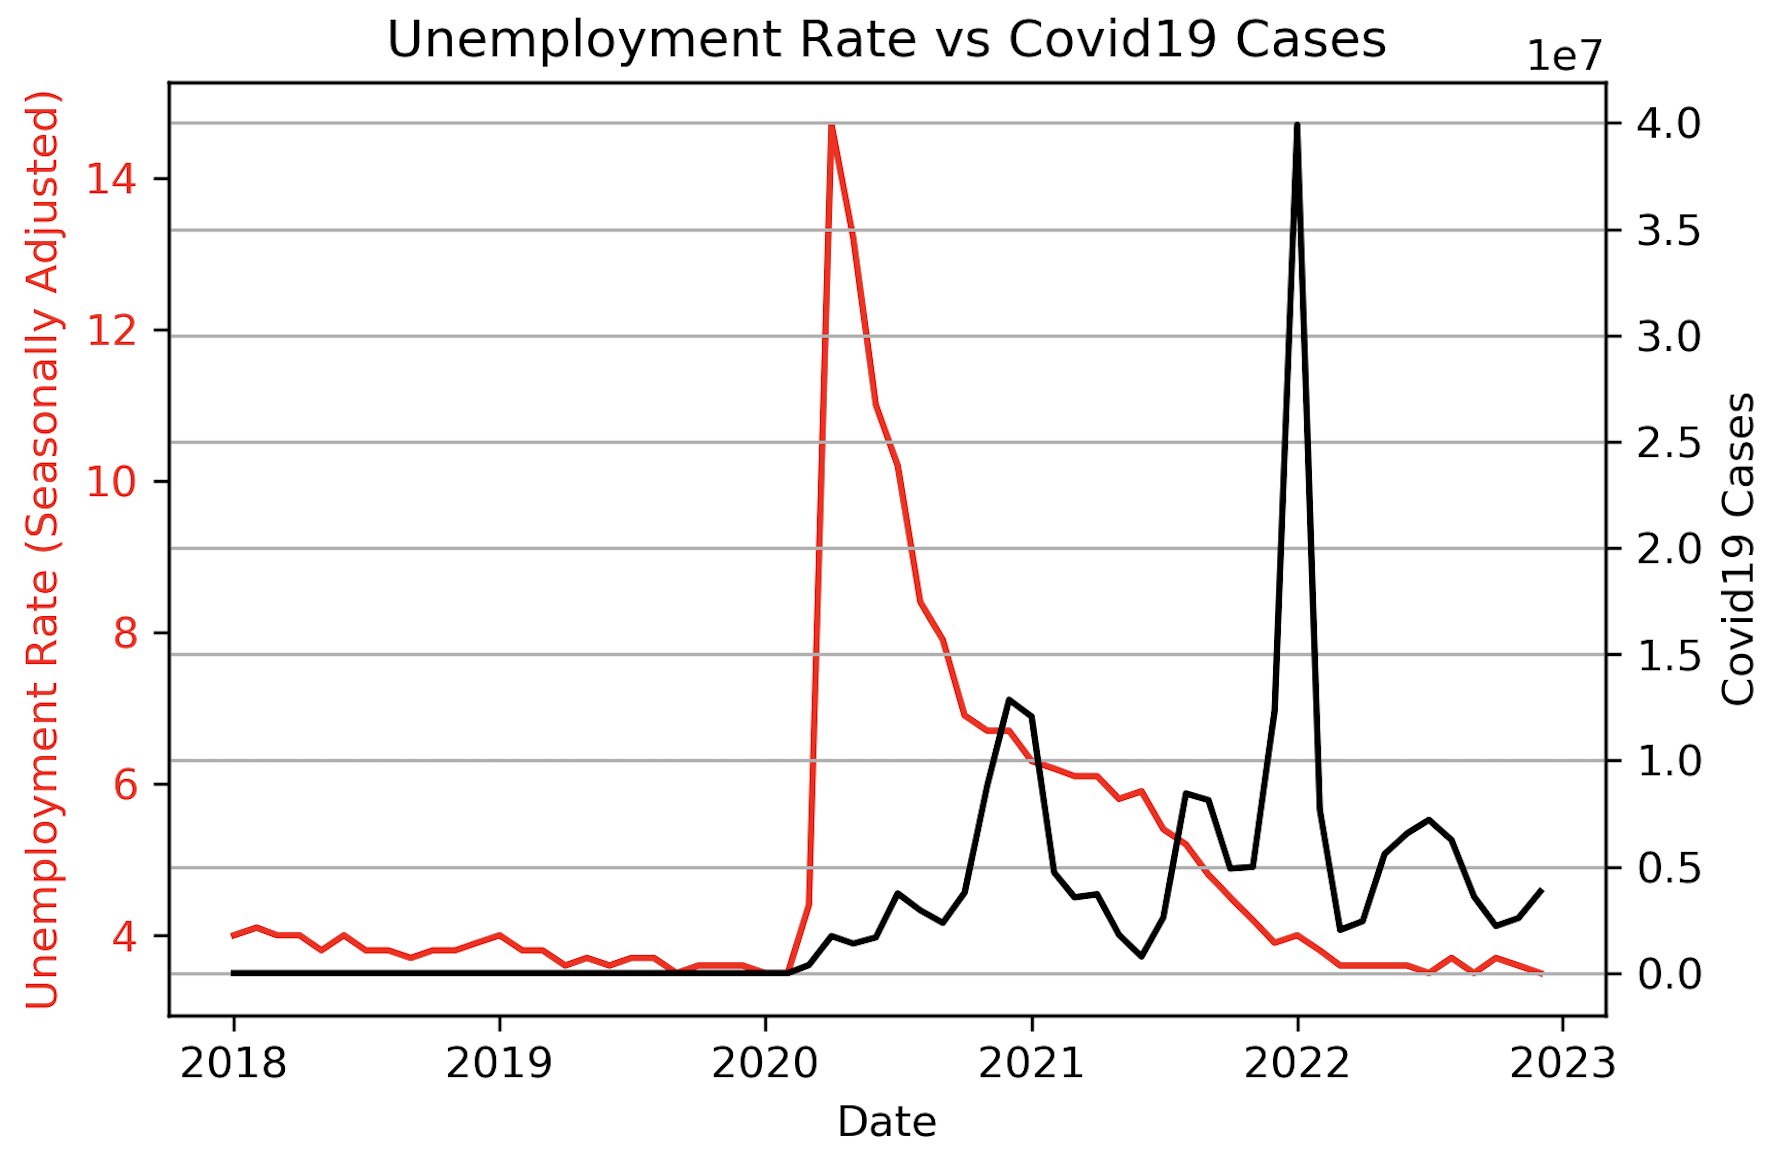 Unemployment Rate vs Covid19 Cases
1e7
Unemployment Rate (Seasonally Adjusted)
14
12
10
8
6
4
4.0
3.5
3.0
2.5
2.0
1.5
1.0
0.5
0.0
Covid19 Cases
2018 2019 2020 2021 2022 2023
Date